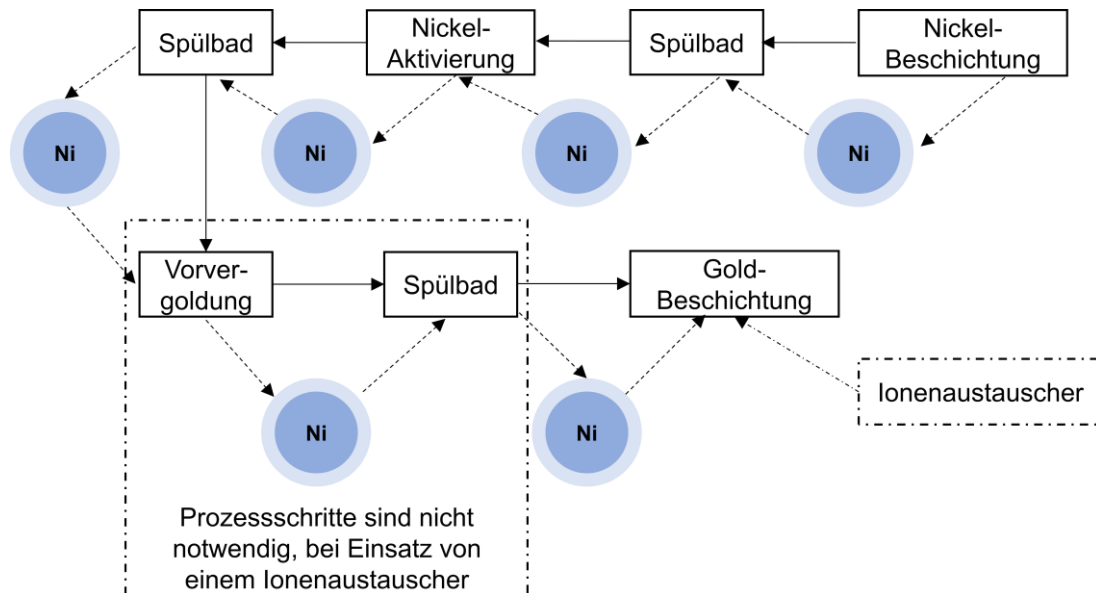 Spülbad
Nickel-
Aktivierung
Spülbad
Nickel-
Beschichtung
Ni
Ni
Ni
Ni
Vorver-
goldung
Spülbad
Gold-
Beschichtung
Ionenaustauscher
Ni
Ni
Prozessschritte sind nicht
notwendig, bei Einsatz von
einem Ionenaustauscher